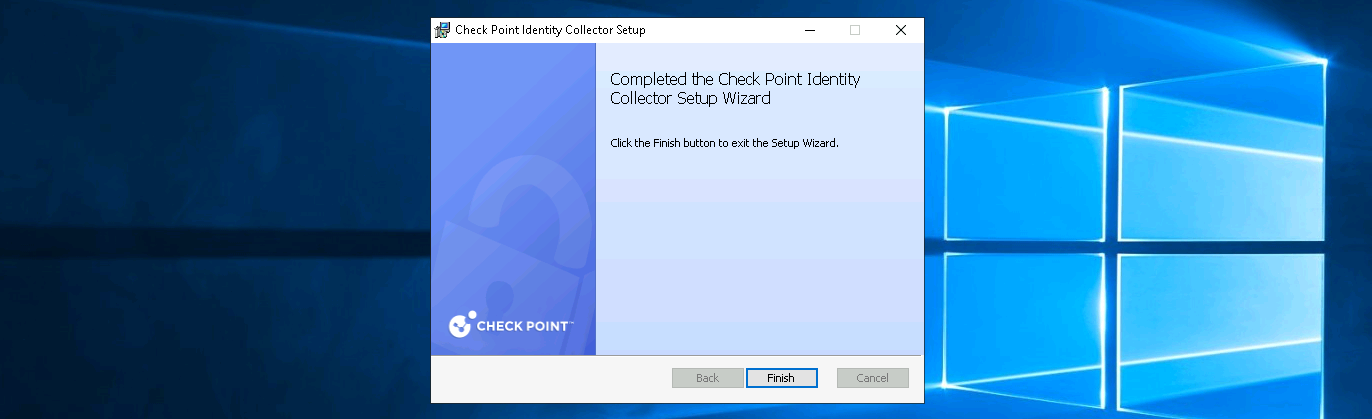 Check Point Identity Collector Setup
Completed the Check Point Identity
Collector Setup Wizard
Click the Finish button to exit the Setup Wizard.
CHECK POINT™
Back
Finish
Cancel